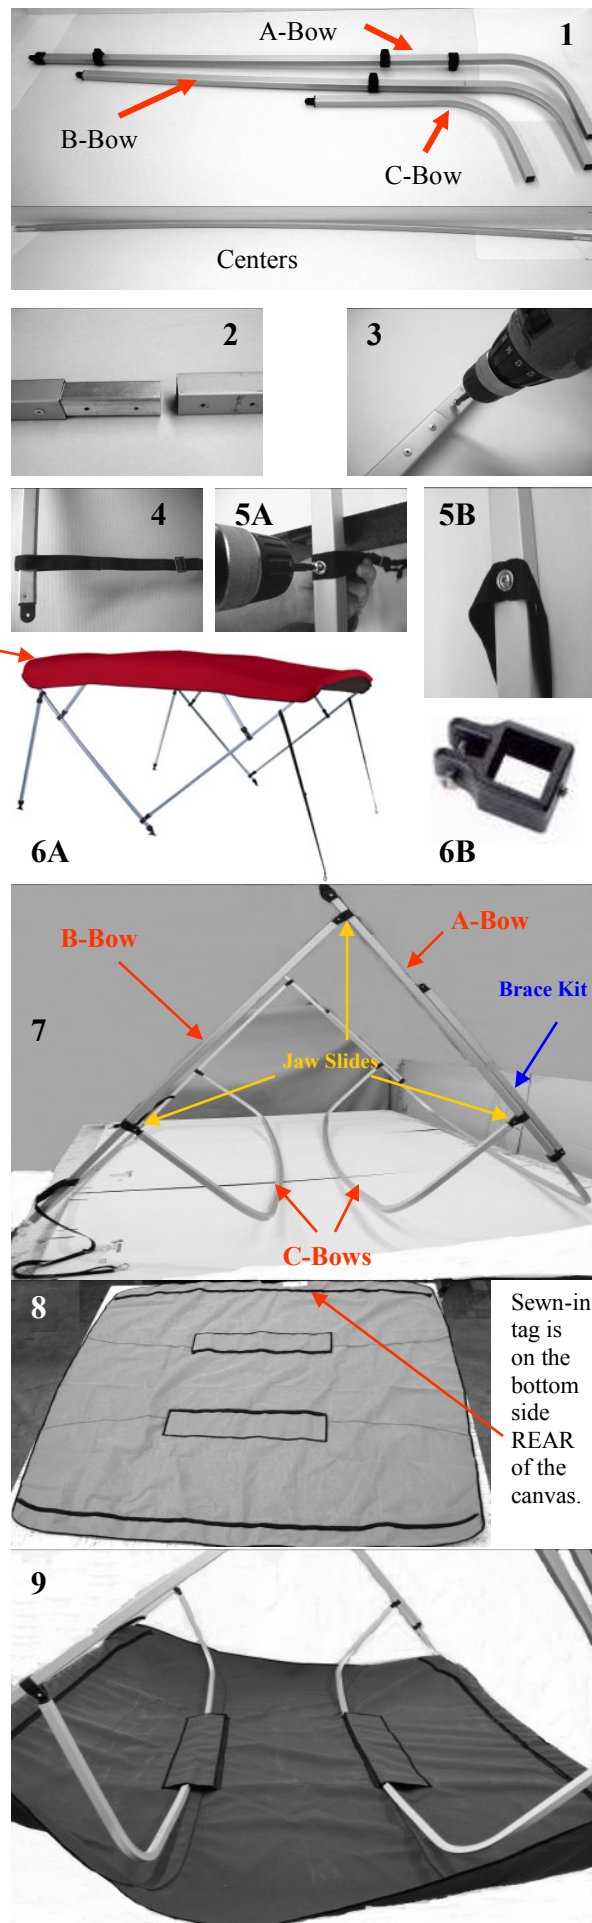 A-Bow
1
B-Bow
C-Bow
Centers
2
3
4
5A
5B
6A
6B
B-Bow
A-Bow
Brace Kit
7
Jaw Slides
C-Bows
8
Sewn-in
tag is
on the
bottom
side
REAR
of the
canvas.
9